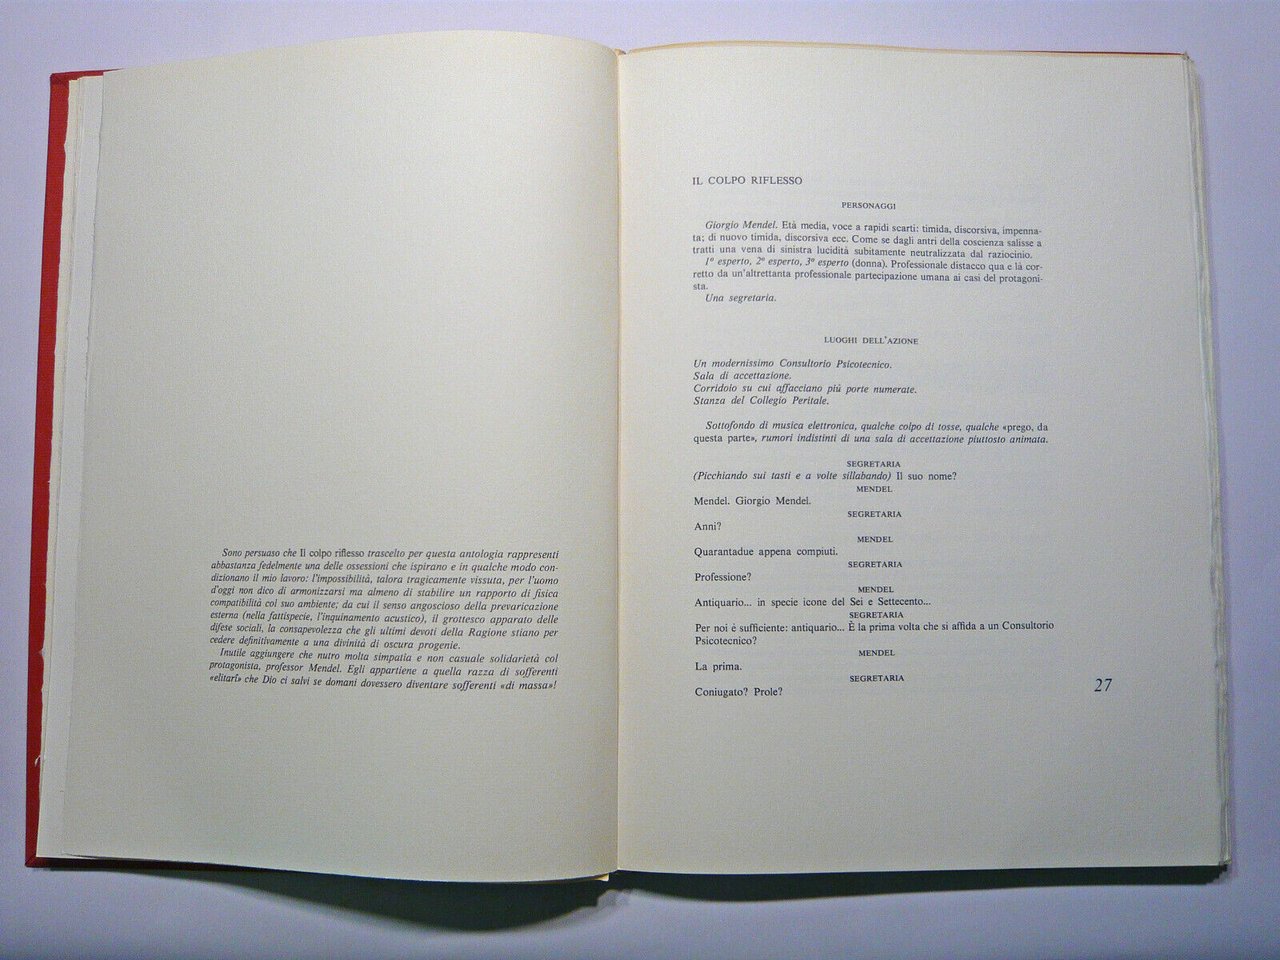 Sono persuaso che Il colpo riflesso trascelto per questa antologia rappresenti
abbastanza fedelmente una delle ossessioni che ispirano e in qualche modo con-
dizionano il mio lavoro: l'impossibilità, talora tragicamente vissuta, per l'uomo
d'oggi non dico di armonizzarsi ma almeno di stabilire un rapporto di fisica
compatibilità col suo ambiente; da cui il senso angoscioso della prevaricazione
esterna (nella fattispecie, l'inquinamento acustico), il grottesco apparato delle
difese sociali, la consapevolezza che gli ultimi devoti della Ragione stiano per
cedere definitivamente a una divinità di oscura progenie.
Inutile aggiungere che nutro molta simpatia e non casuale solidarietà col
protagonista, professor Mendel. Egli appartiene a quella razza di sofferenti
«elitarî» che Dio ci salvi se domani dovessero diventare sofferenti «di massa»!
IL COLPO RIFLESSO
PERSONAGGI
Giorgio Mendel. Età media, voce a rapidi scarti: timida, discorsiva, impenna-
ta; di nuovo timida, discorsiva ecc. Come se dagli antri della coscienza salisse a
tratti una vena di sinistra lucidità subitamente neutralizzata dal raziocinio.
1º esperto, 2º esperto, 3º esperto (donna). Professionale distacco qua e là cor-
retto da un'altrettanta professionale partecipazione umana ai casi del protagoni-
sta.
Una segretaria.
LUOGHI DELL'AZIONE
Un modernissimo Consultorio Psicotecnico.
Sala di accettazione.
Corridoio su cui affacciano più porte numerate.
Stanza del Collegio Peritale.
Sottofondo di musica elettronica, qualche colpo di tosse, qualche «prego, da
questa parte», rumori indistinti di una sala di accettazione piuttosto animata.
SEGRETARIA
(Picchiando sui tasti e a volte sillabando) Il suo nome?
MENDEL
Mendel. Giorgio Mendel.
SEGRETARIA
Anni?
MENDEL
Quarantadue appena compiuti.
SEGRETARIA
Professione?
MENDEL
Antiquario... in specie icone del Sei e Settecento...
SEGRETARIA
Per noi è sufficiente: antiquario... È la prima volta che si affida a un Consultorio
Psicotecnico?
MENDEL
La prima.
SEGRETARIA
Coniugato? Prole?
27